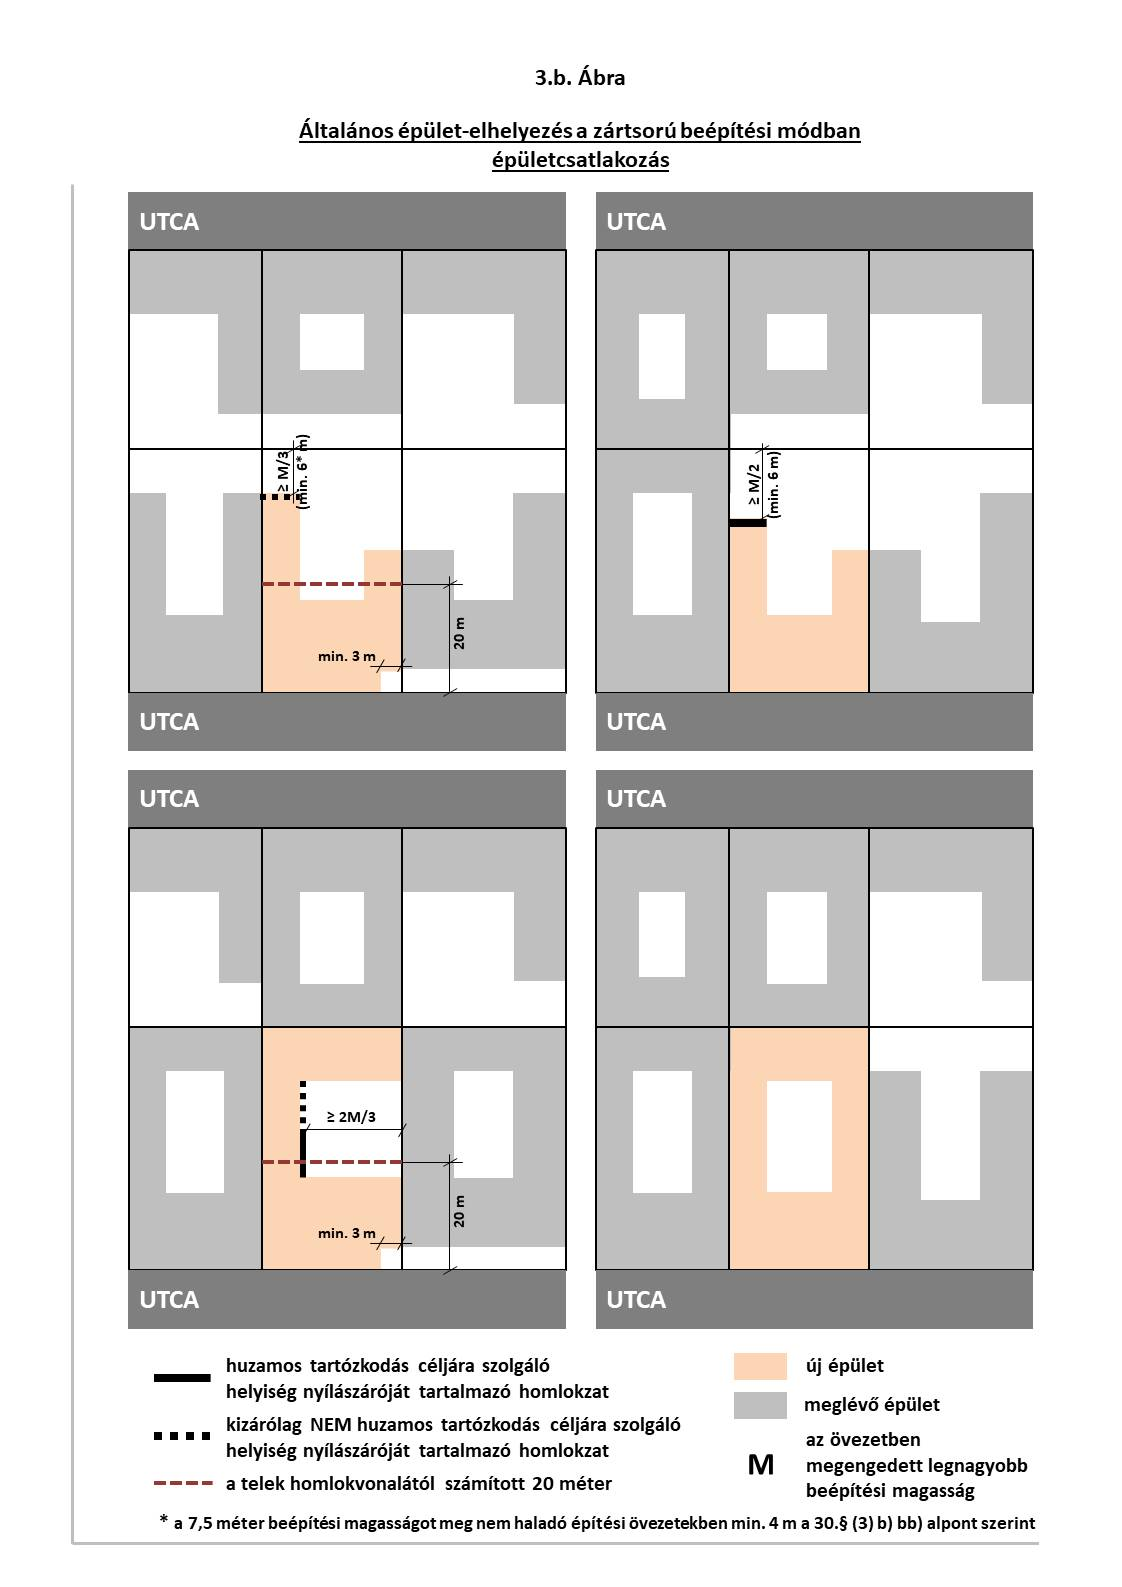 3.b. Ábra
Általános épület-elhelyezés a zártsorú beépítési módban
épületcsatlakozás
UTCA
UTCA
≥ M/3
(min. 6* m)
≥ M/2
(min. 6 m)
20 m
min. 3 m
UTCA
UTCA
UTCA
UTCA
≥ 2M/3
20 m
min. 3 m
UTCA
UTCA
huzamos tartózkodás céljára szolgáló
helyiség nyílászáróját tartalmazó homlokzat
kizárólag NEM huzamos tartózkodás céljára szolgáló
helyiség nyílászáróját tartalmazó homlokzat
a telek homlokvonalától számított 20 méter
új épület
meglévő épület
M
az övezetben
megengedett legnagyobb
beépítési magasság
* a 7,5 méter beépítési magasságot meg nem haladó építési övezetekben min. 4 m a 30.§ (3) b) bb) alpont szerint